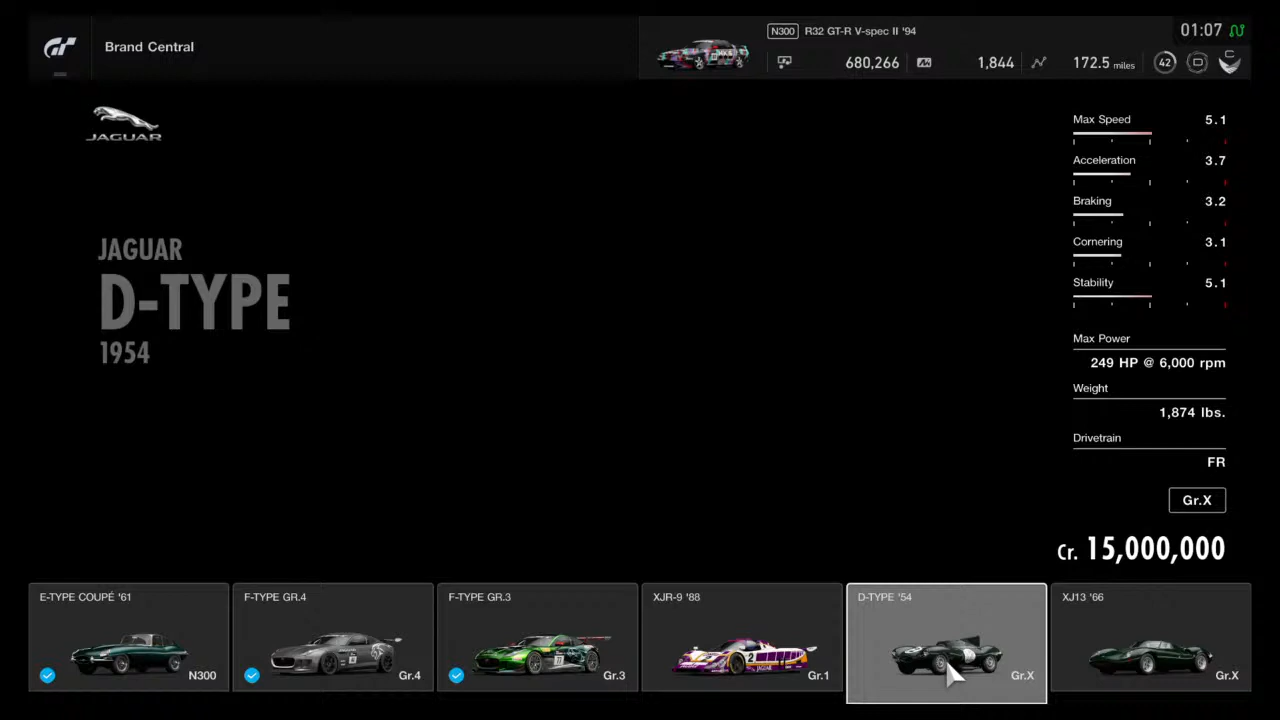 Brand Central
N300 R32 GT-R V-spec II '94
01:07
680,266
1,844
172.5 miles
42
D
C
JAGUAR
JAGUAR
D-TYPE
1954
Max Speed 5.1
Acceleration 3.7
Braking 3.2
Cornering 3.1
Stability 5.1
Max Power
249 HP @ 6,000 rpm
Weight
1,874 lbs.
Drivetrain
FR
Gr.X
Cr. 15,000,000
E-TYPE COUPÉ '61
N300
F-TYPE GR.4
Gr.4
F-TYPE GR.3
Gr.3
XJR-9 '88
Gr.1
D-TYPE '54
Gr.X
XJ13 '66
Gr.X